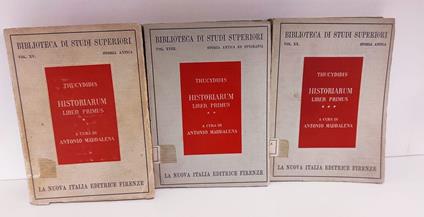 BIBLIOTECA DI STUDI SUPERIORI
VOL. XV. STORIA ANTICA
THUCYDIDIS
HISTORIARUM
LIBER PRIMUS
*
A CURA DI
ANTONIO MADDALENA
LA NUOVA ITALIA EDITRICE FIRENZE
BIBLIOTECA DI STUDI SUPERIORI
VOL. XVIII. STORIA ANTICA ED EPIGRAFIA
THUCYDIDIS
HISTORIARUM
LIBER PRIMUS
* *
A CURA DI
ANTONIO MADDALENA
LA NUOVA ITALIA EDITRICE FIRENZE
BIBLIOTECA DI STUDI SUPERIORI
VOL. XX. STORIA ANTICA
THUCYDIDIS
HISTORIARUM
LIBER PRIMUS
* * *
A CURA DI
ANTONIO MADDALENA
LA NUOVA ITALIA EDITRICE FIRENZE